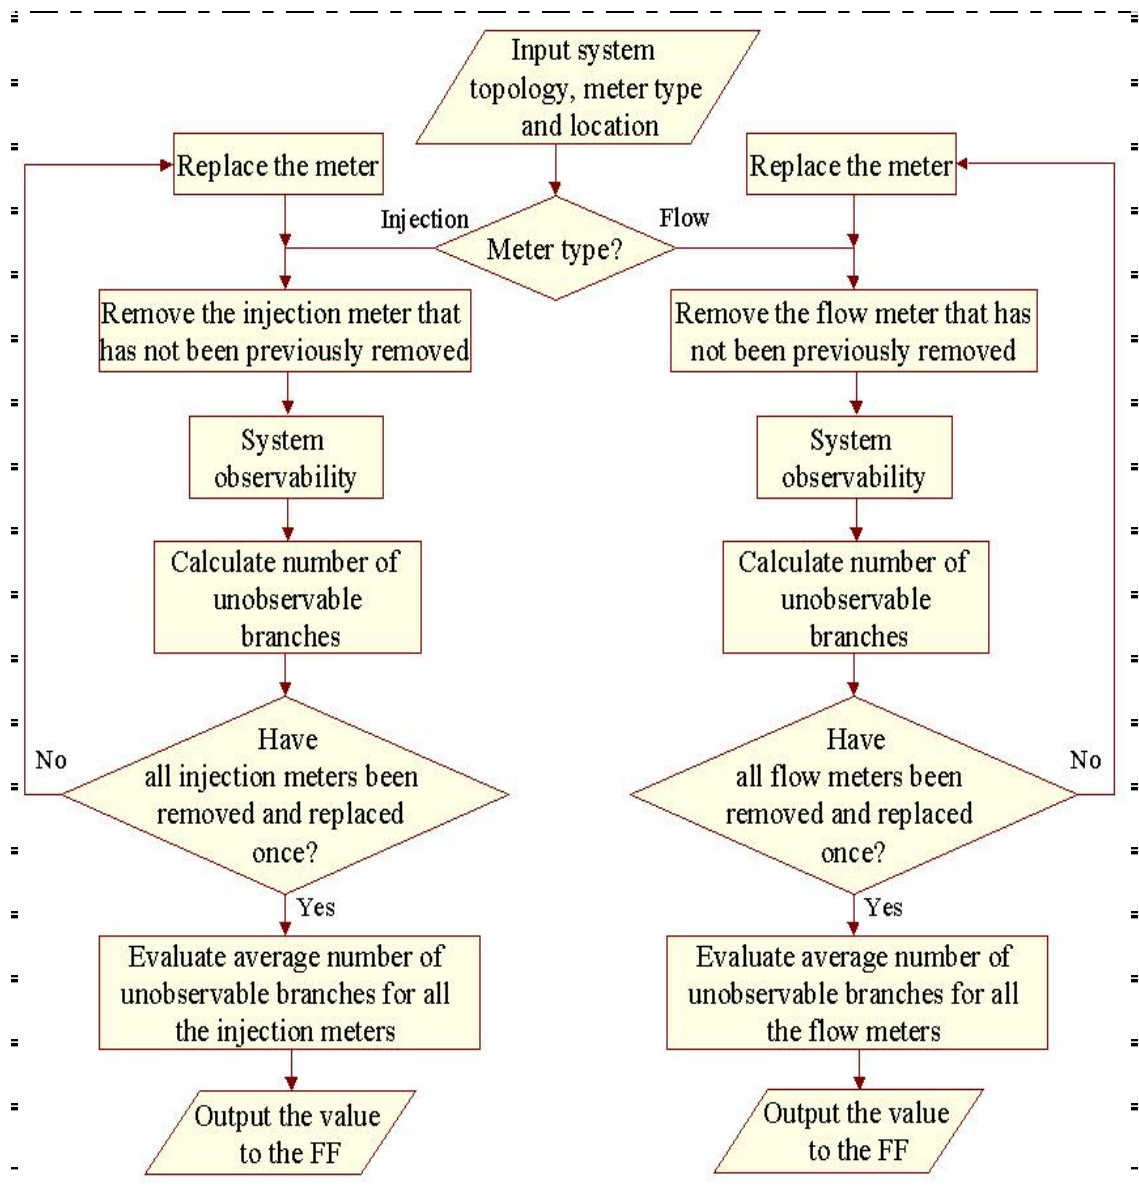 Input system
topology, meter type
and location
Replace the meter
Replace the meter
Injection
Flow
Meter type?
Remove the injection meter that
has not been previously removed
Remove the flow meter that has
not been previously removed
System
observability
System
observability
Calculate number of
unobservable
branches
Calculate number of
unobservable
branches
Have
all injection meters been
removed and replaced
once?
No
Have
all flow meters been
removed and replaced
once?
No
Yes
Yes
Evaluate average number of
unobservable branches for all
the injection meters
Evaluate average number of
unobservable branches for all
the flow meters
Output the value
to the FF
Output the value
to the FF